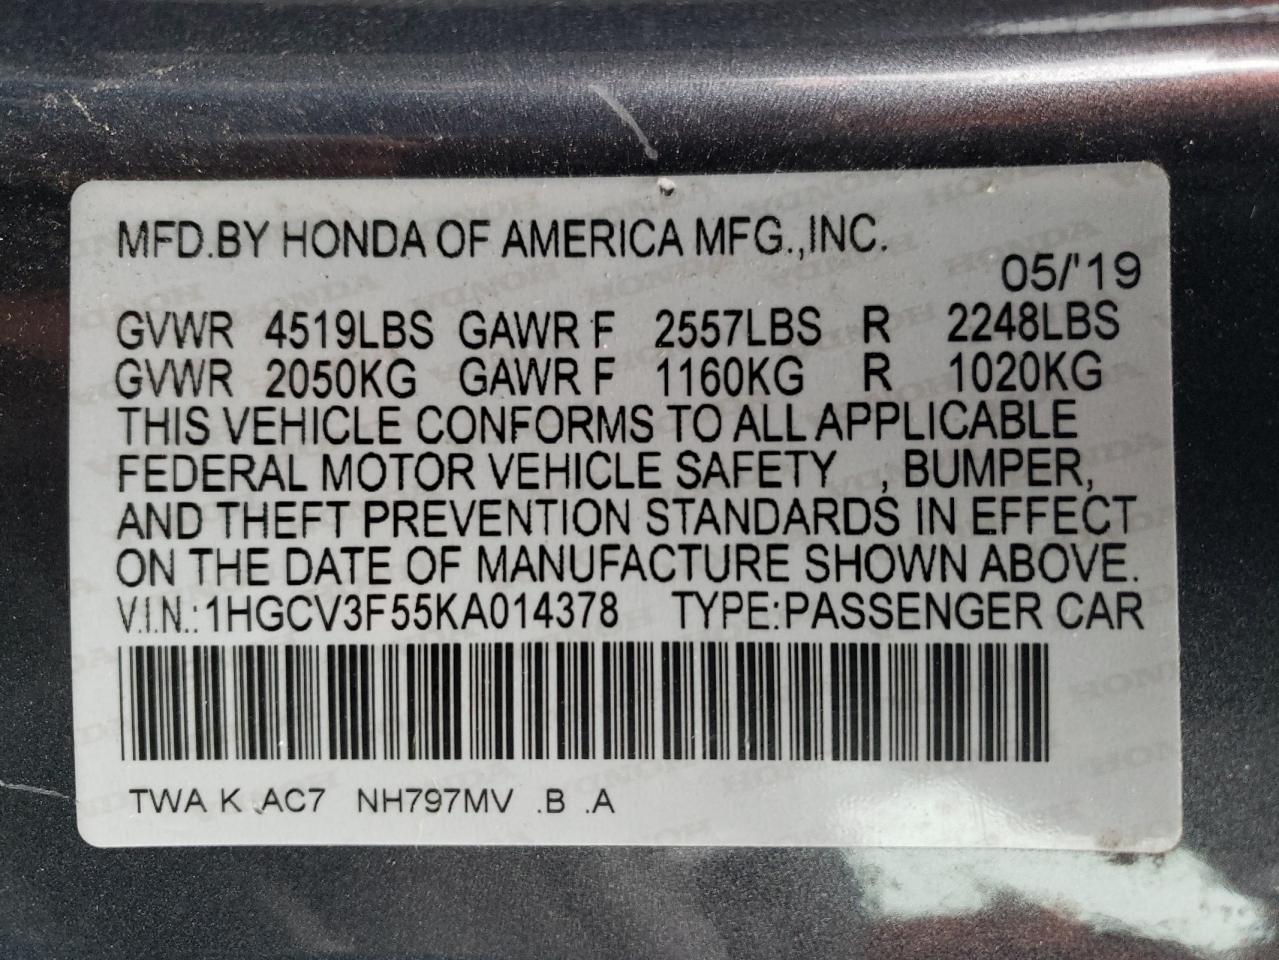 MFD.BY HONDA OF AMERICA MFG.,INC.
05/'19
GVWR 4519LBS GAWR F 2557LBS R 2248LBS
GVWR 2050KG GAWR F 1160KG R 1020KG
THIS VEHICLE CONFORMS TO ALL APPLICABLE
FEDERAL MOTOR VEHICLE SAFETY , BUMPER,
AND THEFT PREVENTION STANDARDS IN EFFECT
ON THE DATE OF MANUFACTURE SHOWN ABOVE.
V.I.N.: 1HGCV3F55KA014378 TYPE:PASSENGER CAR
TWA K AC7 NH797MV .B .A